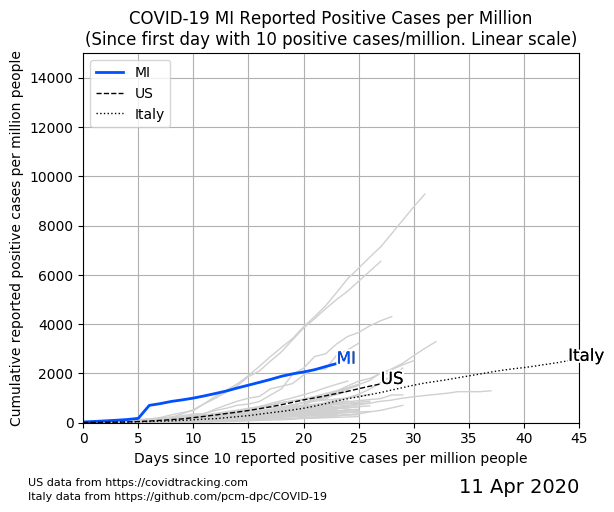 COVID-19 MI Reported Positive Cases per Million
(Since first day with 10 positive cases/million. Linear scale)
Cumulative reported positive cases per million people
14000
12000
10000
8000
6000
4000
2000
0
MI
US
Italy
MI
US
Italy
0 5 10 15 20 25 30 35 40 45
Days since 10 reported positive cases per million people
US data from https://covidtracking.com
Italy data from https://github.com/pcm-dpc/COVID-19
11 Apr 2020